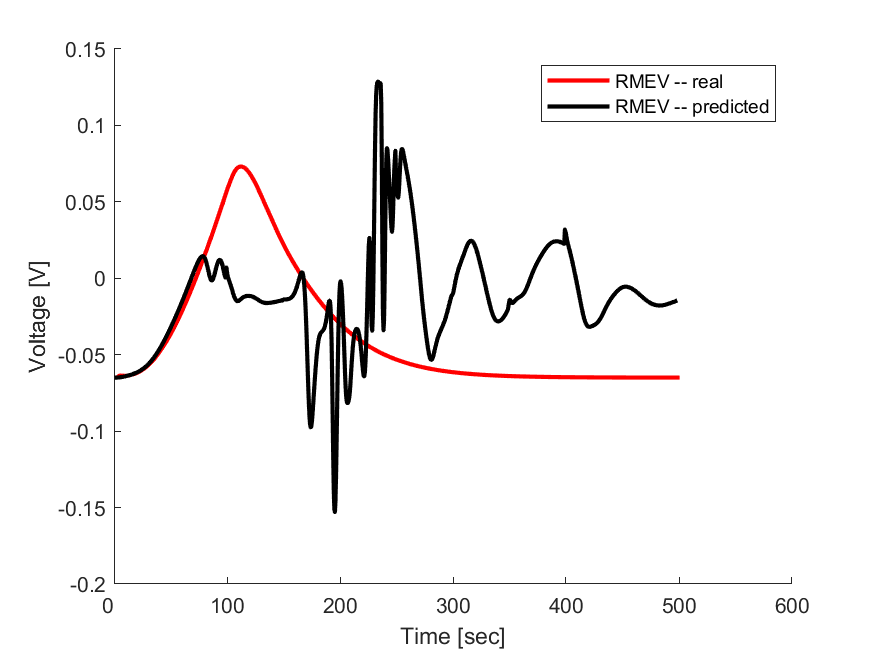 0.15
0.1
0.05
0
-0.05
-0.1
-0.15
-0.2
Voltage [V]
RMEV -- real
RMEV -- predicted
0 100 200 300 400 500 600
Time [sec]